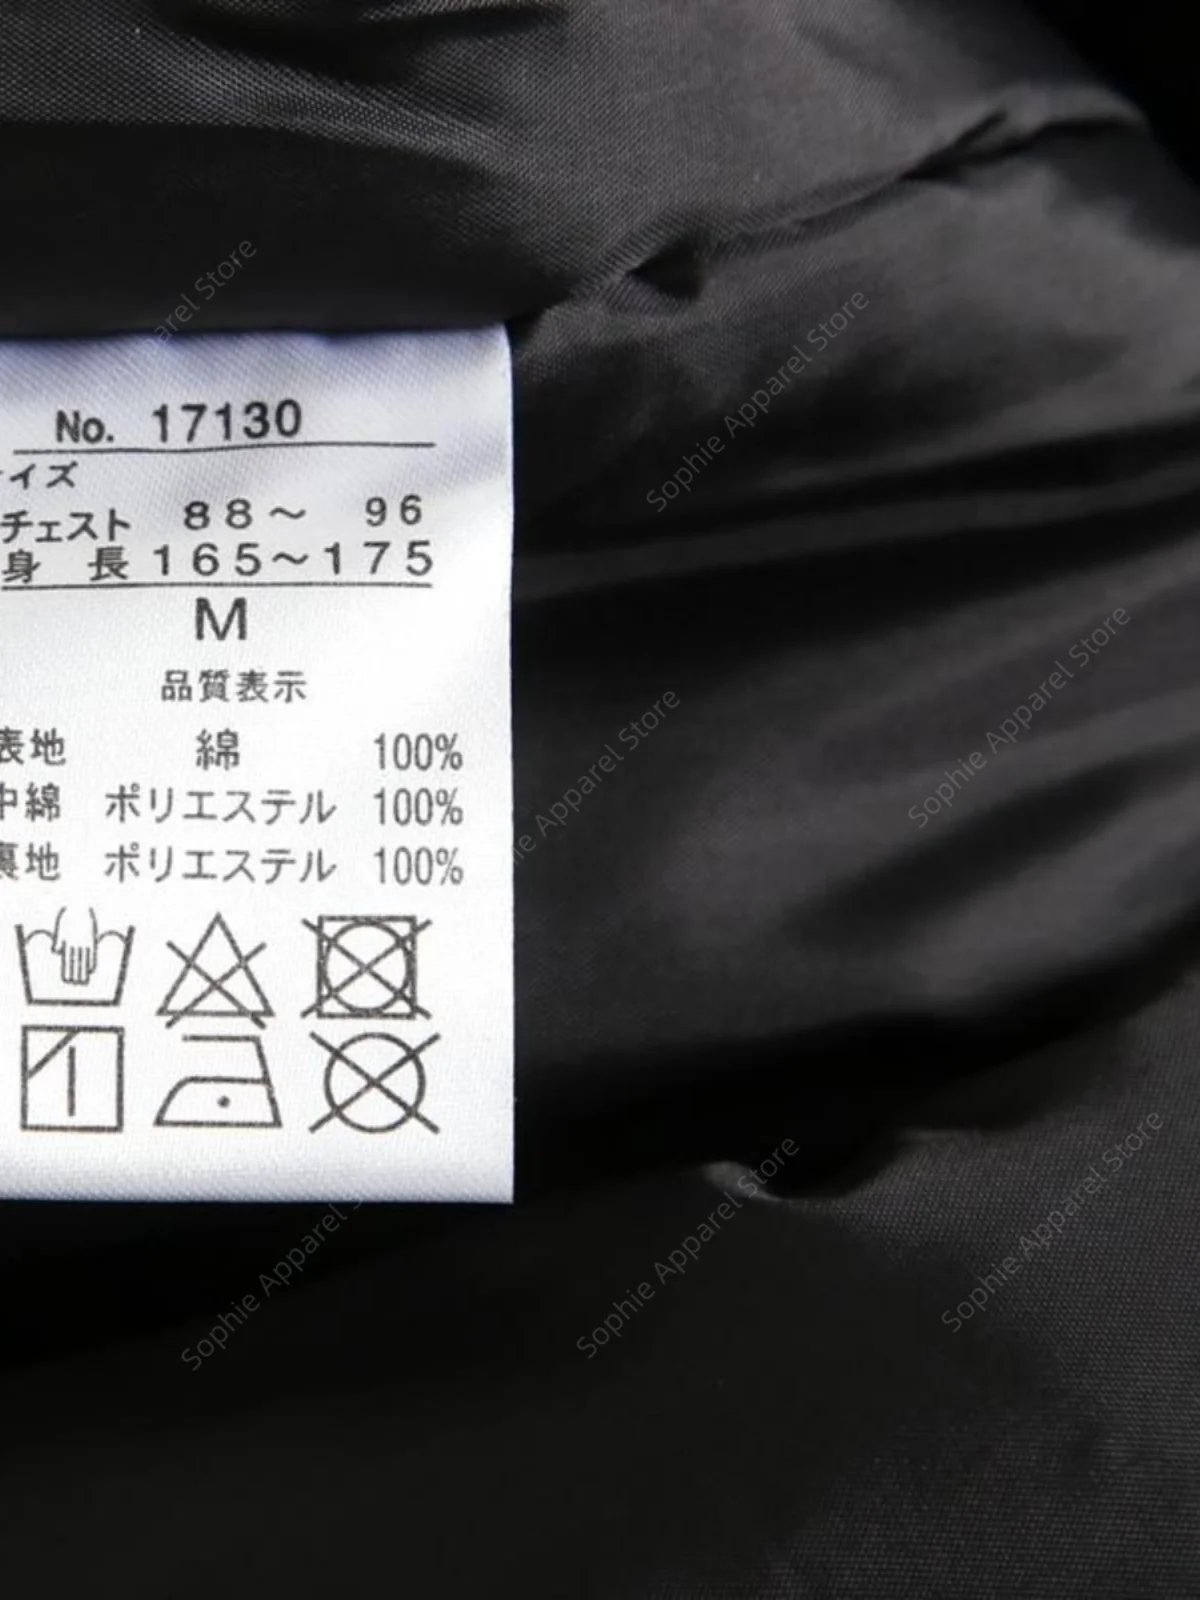 No. 17130
イズ
チェスト 88～ 96
身 長 165～175
M
品質表示
表地 綿 100%
中綿 ポリエステル 100%
裏地 ポリエステル 100%
Sophie Apparel Store
Sophie Apparel Store
Sophie Apparel Store
Sophie Apparel Store
Sophie Apparel Store
Apparel Store